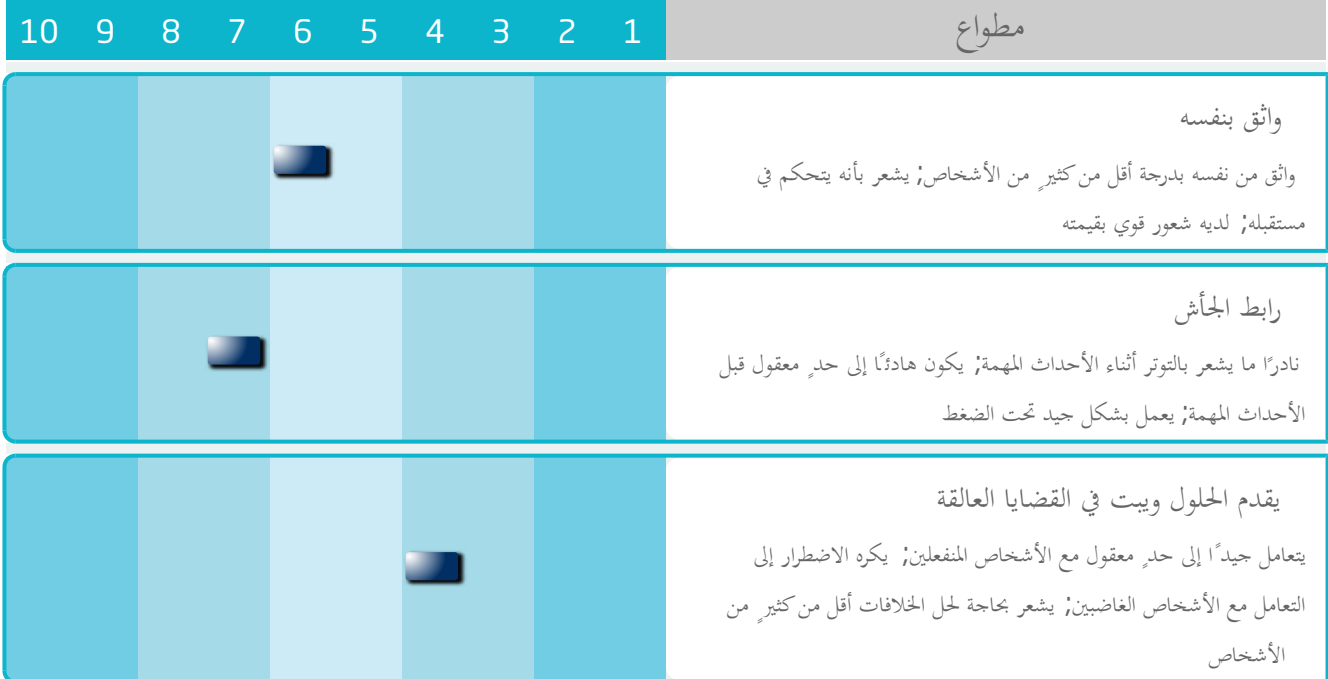 مطواع
1 2 3 4 5 6 7 8 9 10
واثق بنفسه
واثق من نفسه بدرجة أقل من كثيرٍ من الأشخاص; يشعر بأنه يتحكم في
مستقبله; لديه شعور قوي بقيمته
رابط الجأش
نادرًا ما يشعر بالتوتر أثناء الأحداث المهمة; يكون هادئًا إلى حدٍ معقول قبل
الأحداث المهمة; يعمل بشكل جيد تحت الضغط
يقدم الحلول ويبت في القضايا العالقة
يتعامل جيدًا إلى حدٍ معقول مع الأشخاص المنفعلين; يكره الاضطرار إلى
التعامل مع الأشخاص الغاضبين; يشعر بحاجة لحل الخلافات أقل من كثيرٍ من
الأشخاص